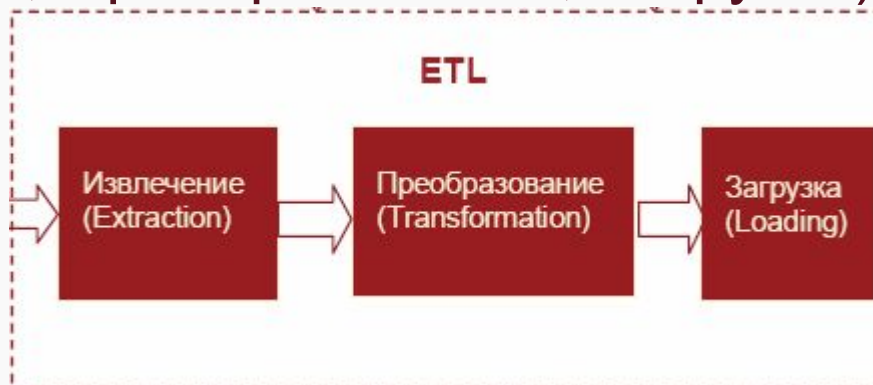 ETL
Извлечение
(Extraction)
Преобразование
(Transformation)
Загрузка
(Loading)